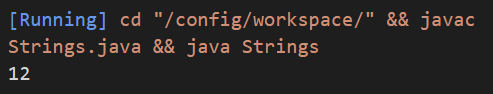 [Running] cd "/config/workspace/" && javac
Strings.java && java Strings
12